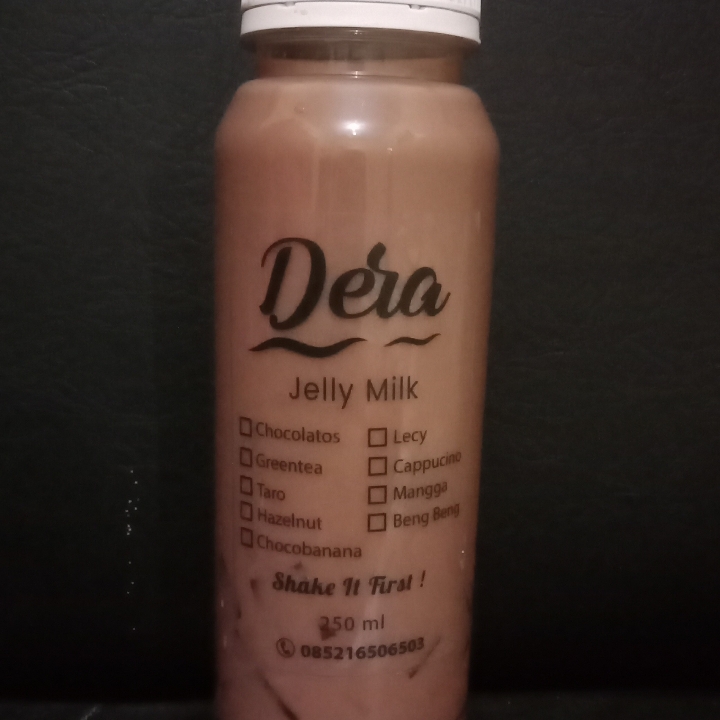 Dera
Jelly Milk
Chocolatos
Greentea
Taro
Hazelnut
Chocobanana
Lecy
Cappucino
Mangga
Beng Beng
Shake It First !
250 ml
085216506503